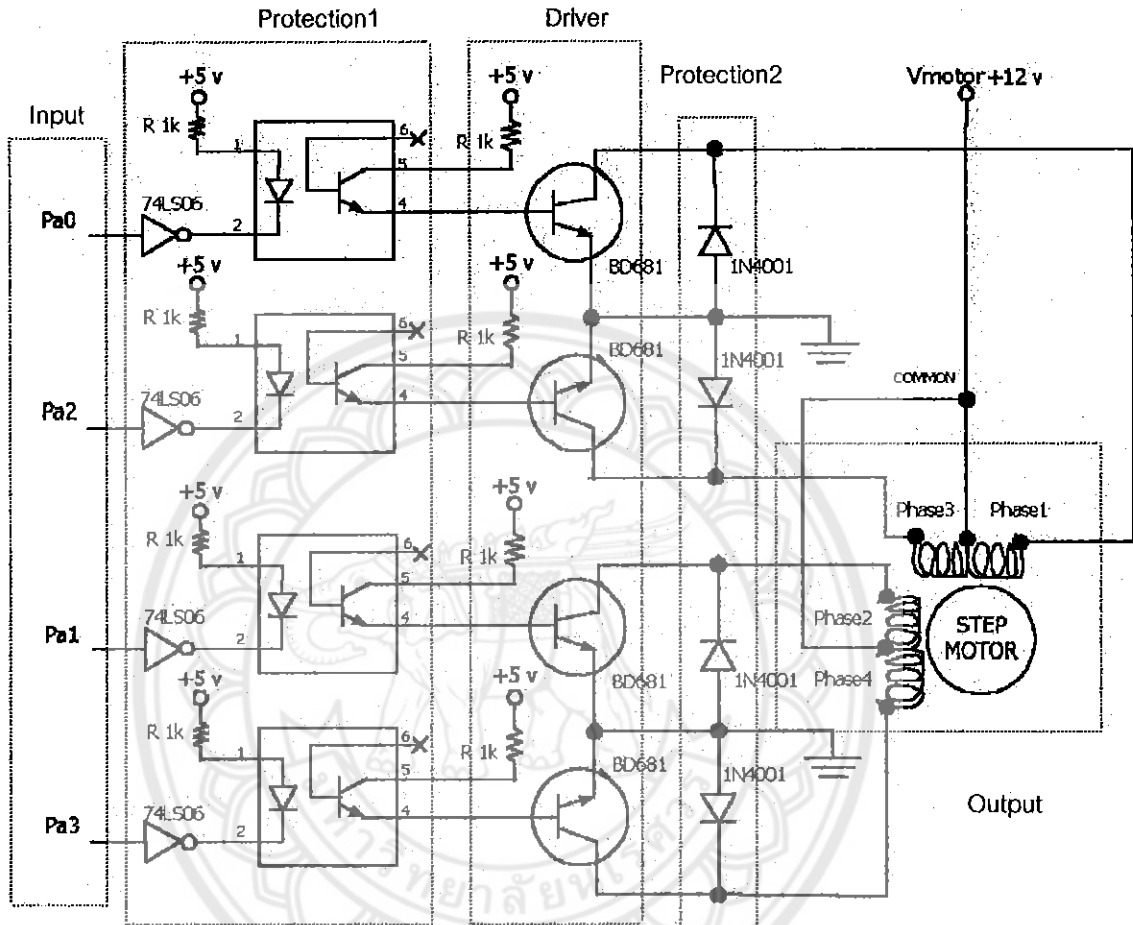 Protection1
Driver
Protection2
Vmotor+12 v
Input
+5 v
+5 v
R 1k
1
6
5
R 1k
74LS06
Pa0
2
4
BD681
1N4001
+5 v
+5 v
R 1k
1
6
5
R 1k
BD681
1N4001
COMMON
74LS06
Pa2
2
4
+5 v
+5 v
Phase3
Phase1
R 1k
1
6
5
R 1k
74LS06
Pa1
2
4
Phase2
STEP
MOTOR
BD681
1N4001
Phase4
+5 v
+5 v
R 1k
1
6
5
R 1k
BD681
1N4001
74LS06
Pa3
2
4
Output